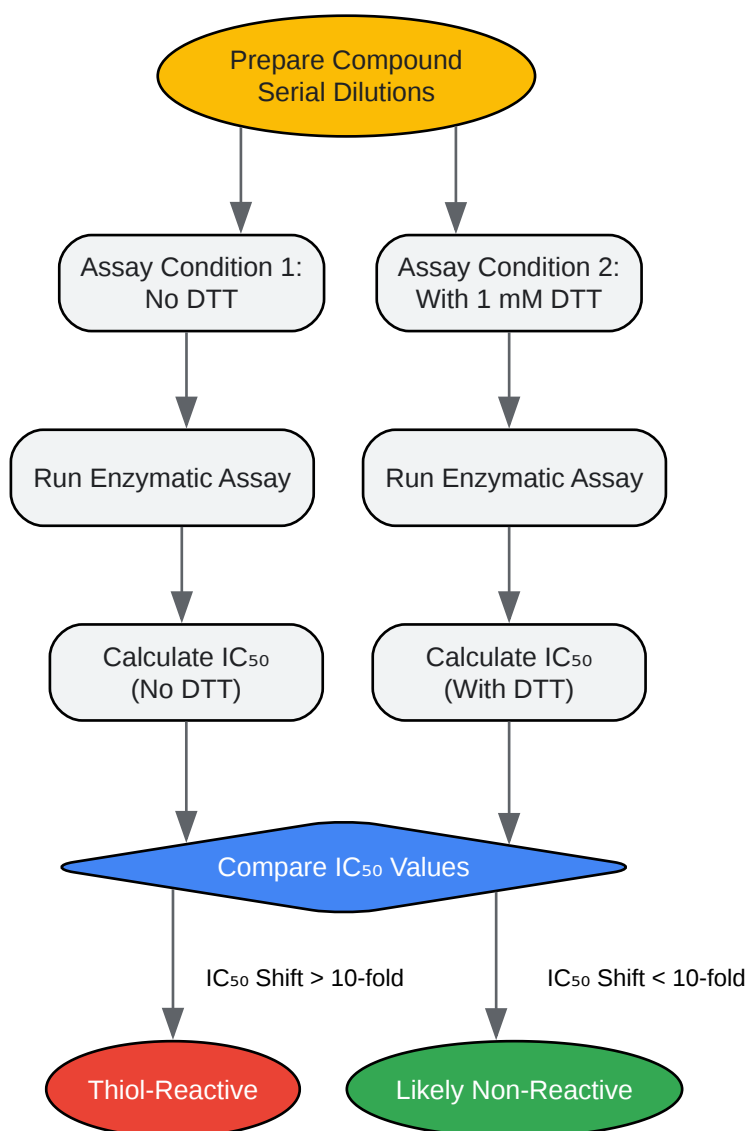 Prepare Compound
Serial Dilutions
Assay Condition 1:
No DTT
Assay Condition 2:
With 1 mM DTT
Run Enzymatic Assay
Run Enzymatic Assay
Calculate IC₅₀
(No DTT)
Calculate IC₅₀
(With DTT)
Compare IC₅₀ Values
IC₅₀ Shift > 10-fold
IC₅₀ Shift < 10-fold
Thiol-Reactive
Likely Non-Reactive